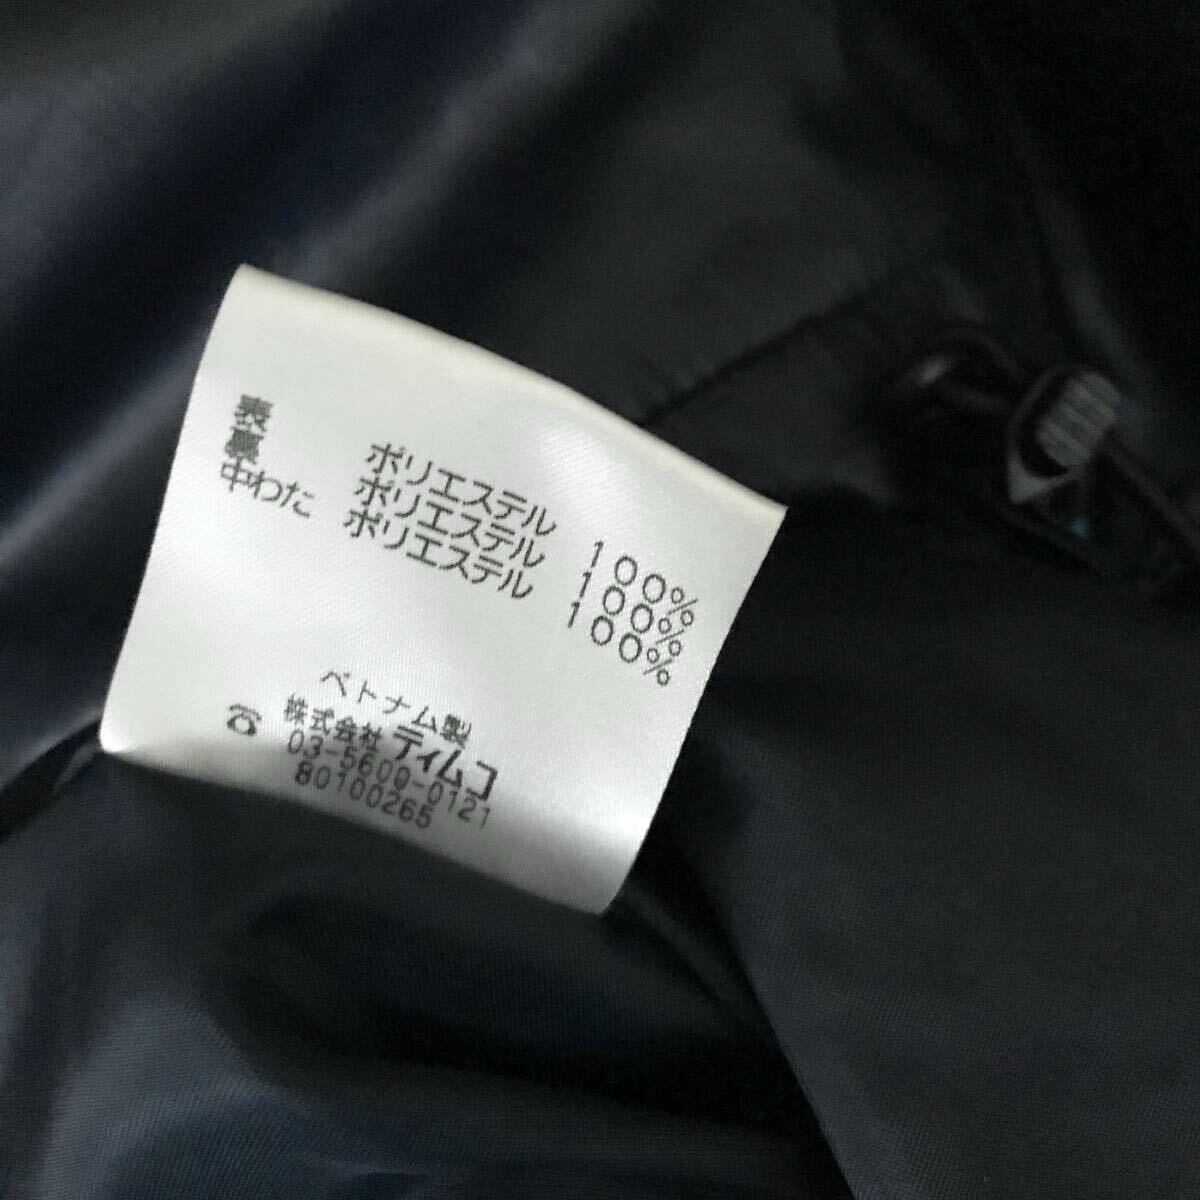 表 ポリエステル 100%
裏 ポリエステル 100%
中わた ポリエステル 100%
ベトナム製
株式会社 ティムコ
☎ 03-5600-0121
80100265